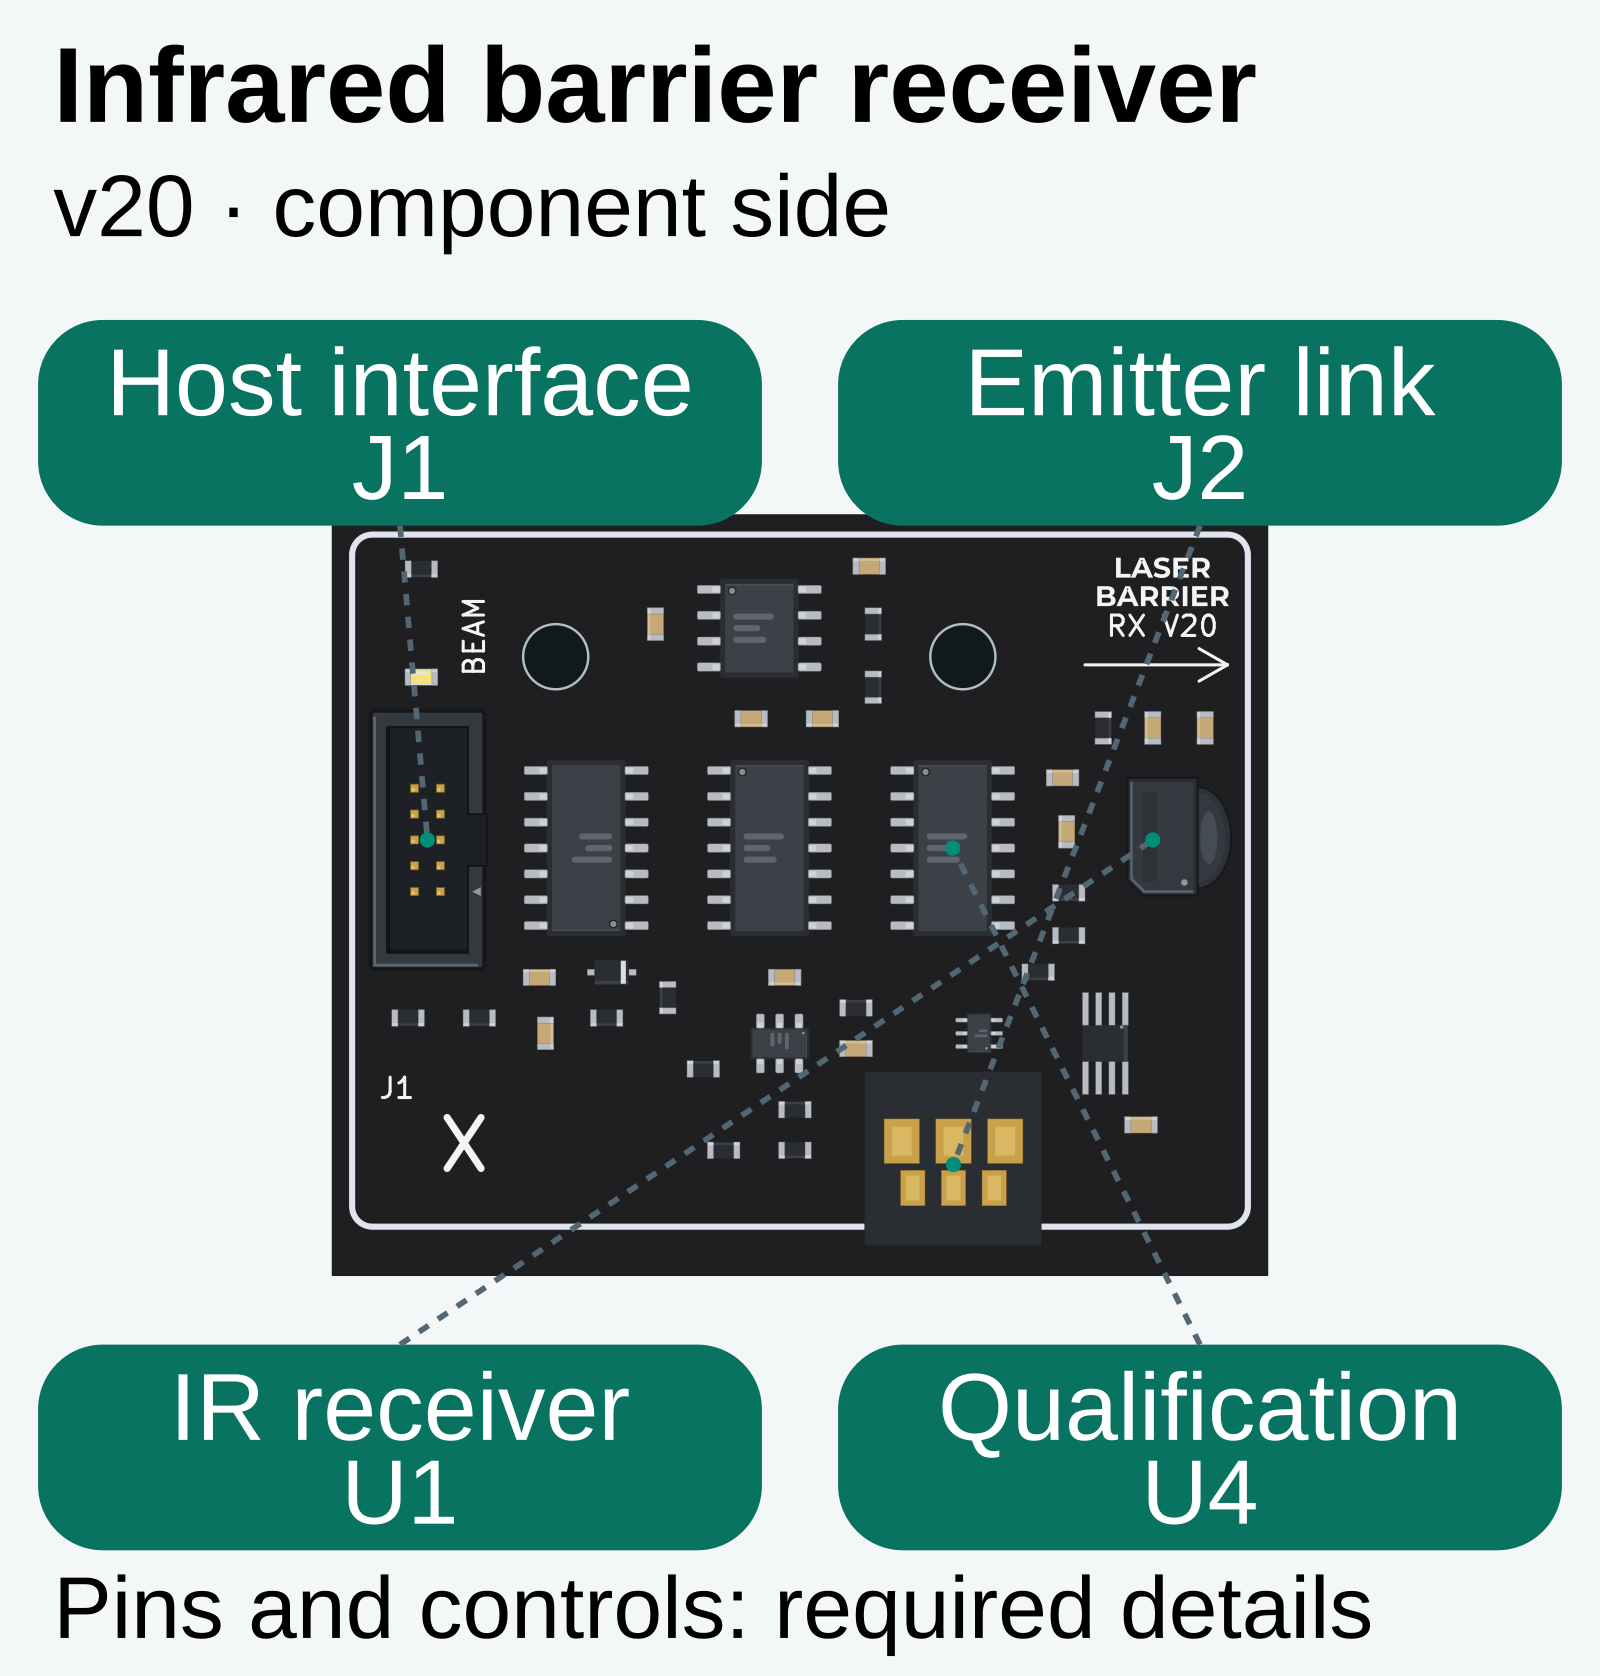 Infrared barrier receiver
v20 · component side
Host interface
J1
Emitter link
J2
LASER
BARRIER
RX V20
BEAM
J1
X
IR receiver
U1
Qualification
U4
Pins and controls: required details